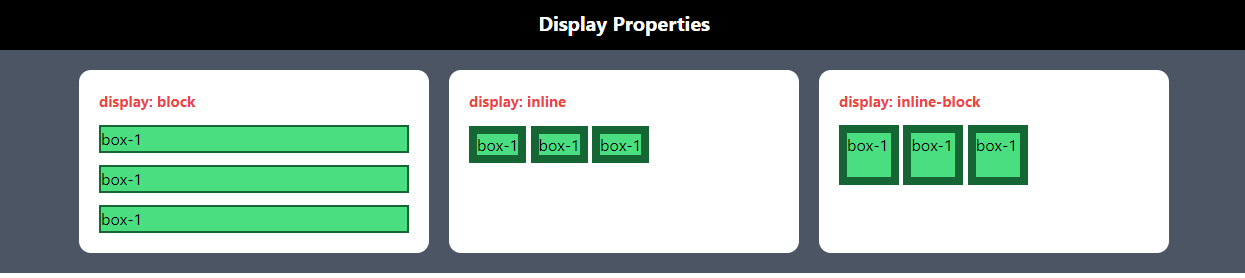 Display Properties
display: block
box-1
box-1
box-1
display: inline
box-1 box-1 box-1
display: inline-block
box-1 box-1 box-1